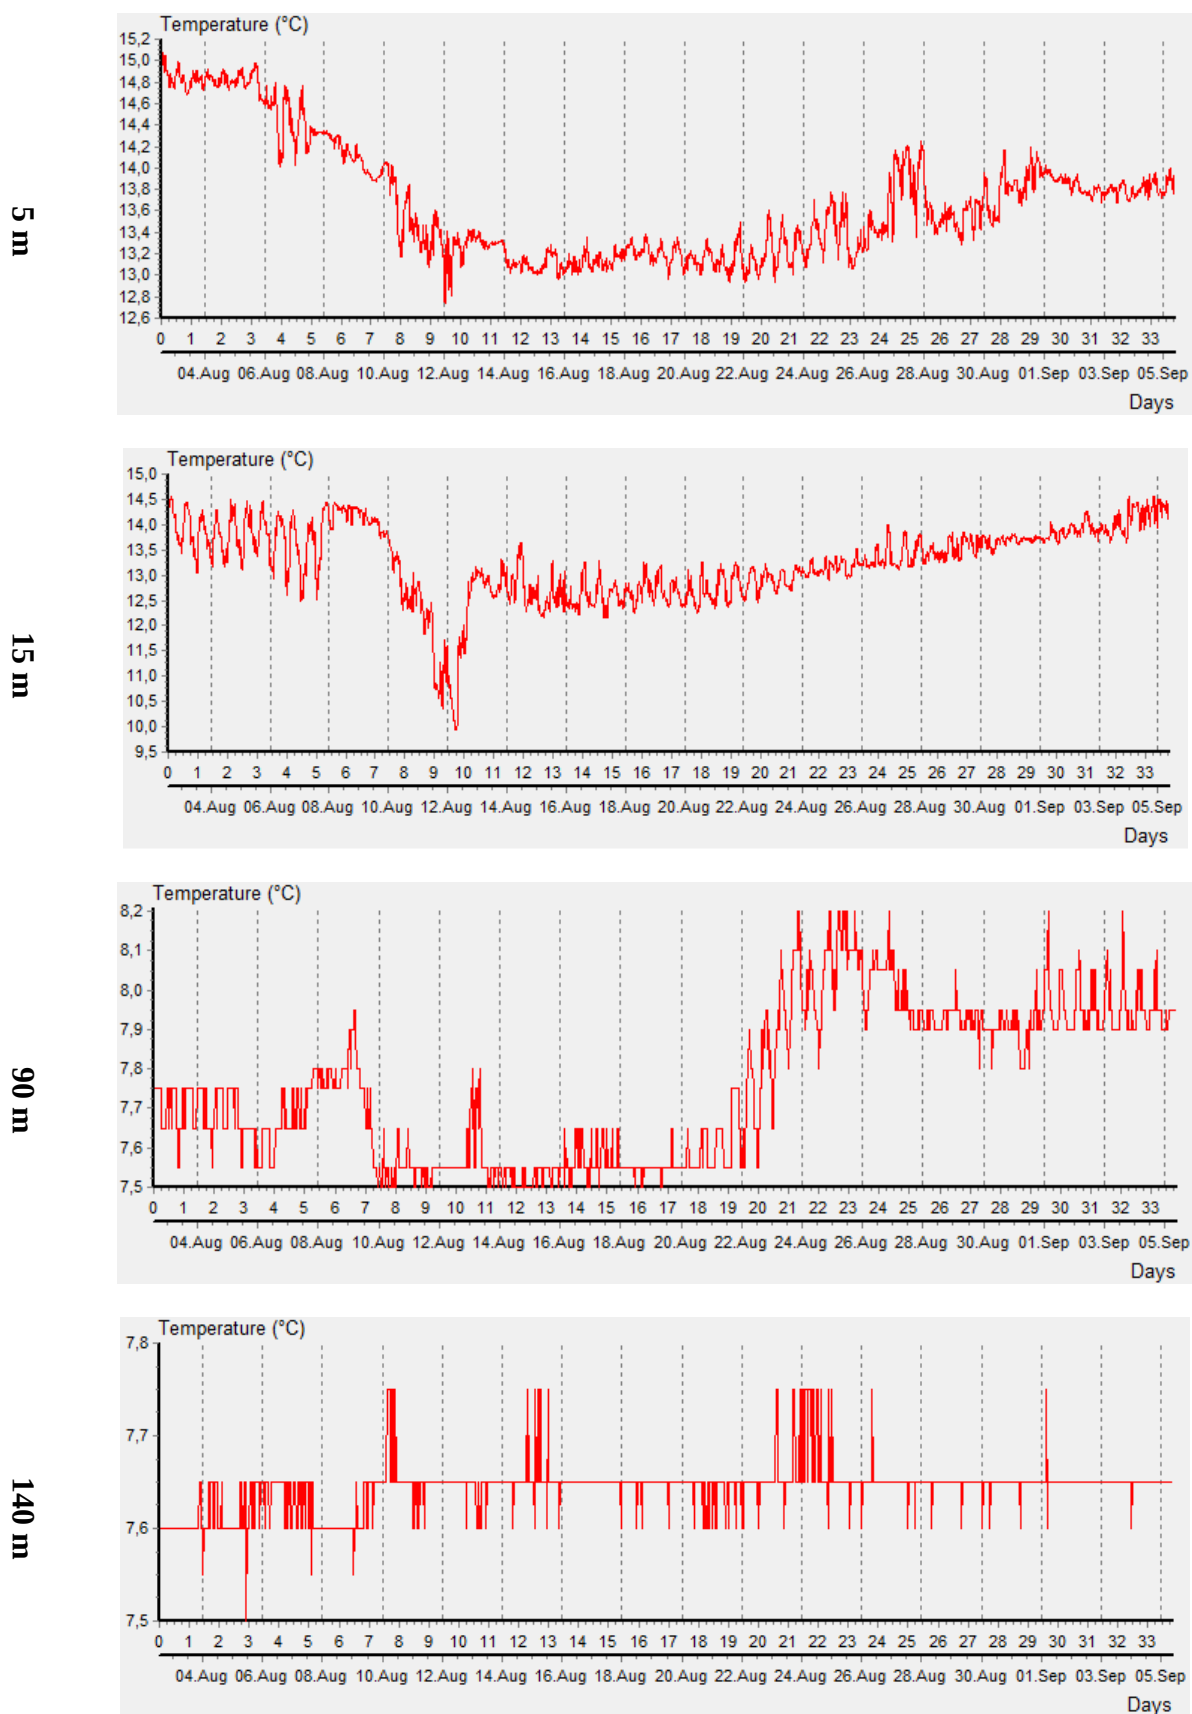 5 m
Temperature (°C)
15,2
15,0
14,8
14,6
14,4
14,2
14,0
13,8
13,6
13,4
13,2
13,0
12,8
12,6
0 1 2 3 4 5 6 7 8 9 10 11 12 13 14 15 16 17 18 19 20 21 22 23 24 25 26 27 28 29 30 31 32 33
04.Aug 06.Aug 08.Aug 10.Aug 12.Aug 14.Aug 16.Aug 18.Aug 20.Aug 22.Aug 24.Aug 26.Aug 28.Aug 30.Aug 01.Sep 03.Sep 05.Sep
Days
15 m
Temperature (°C)
15,0
14,5
14,0
13,5
13,0
12,5
12,0
11,5
11,0
10,5
10,0
9,5
0 1 2 3 4 5 6 7 8 9 10 11 12 13 14 15 16 17 18 19 20 21 22 23 24 25 26 27 28 29 30 31 32 33
04.Aug 06.Aug 08.Aug 10.Aug 12.Aug 14.Aug 16.Aug 18.Aug 20.Aug 22.Aug 24.Aug 26.Aug 28.Aug 30.Aug 01.Sep 03.Sep 05.Sep
Days
90 m
Temperature (°C)
8,2
8,1
8,0
7,9
7,8
7,7
7,6
7,5
0 1 2 3 4 5 6 7 8 9 10 11 12 13 14 15 16 17 18 19 20 21 22 23 24 25 26 27 28 29 30 31 32 33
04.Aug 06.Aug 08.Aug 10.Aug 12.Aug 14.Aug 16.Aug 18.Aug 20.Aug 22.Aug 24.Aug 26.Aug 28.Aug 30.Aug 01.Sep 03.Sep 05.Sep
Days
140 m
Temperature (°C)
7,8
7,7
7,6
7,5
0 1 2 3 4 5 6 7 8 9 10 11 12 13 14 15 16 17 18 19 20 21 22 23 24 25 26 27 28 29 30 31 32 33
04.Aug 06.Aug 08.Aug 10.Aug 12.Aug 14.Aug 16.Aug 18.Aug 20.Aug 22.Aug 24.Aug 26.Aug 28.Aug 30.Aug 01.Sep 03.Sep 05.Sep
Days